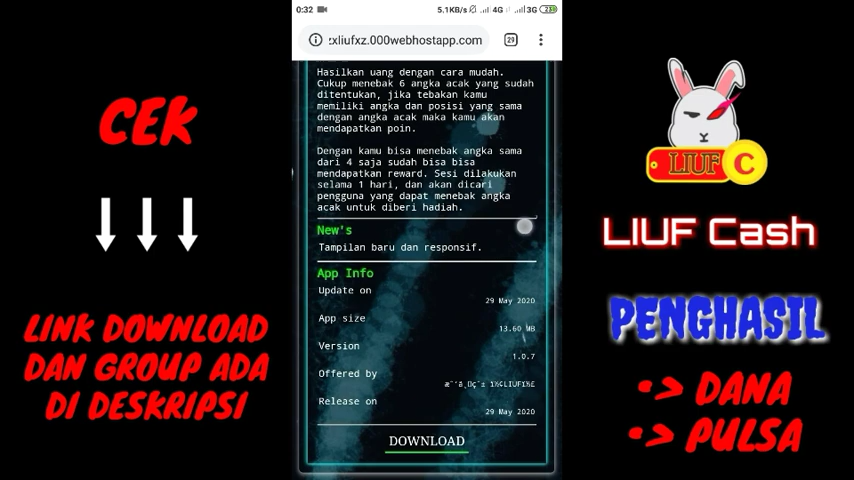 0:32
5.1KB/s
4G
3G
zxliufxz.000webhostapp.com
29
Hasilkan uang dengan cara mudah.
Cukup menebak 6 angka acak yang sudah
ditentukan, jika tebakan kamu
memiliki angka dan posisi yang sama
dengan angka acak maka kamu akan
mendapatkan poin.
Dengan kamu bisa menebak angka sama
dari 4 saja sudah bisa bisa
mendapatkan reward. Sesi dilakukan
selama 1 hari, dan akan dicari
pengguna yang dapat menebak angka
acak untuk diberi hadiah.
New's
Tampilan baru dan responsif.
App Info
Update on
29 May 2020
App size
13.60 MB
Version
1.0.7
Offered by
Release on
29 May 2020
DOWNLOAD
CEK
LINK DOWNLOAD
DAN GROUP ADA
DI DESKRIPSI
LIUF C
LIUF Cash
PENGHASIL
•> DANA
•> PULSA